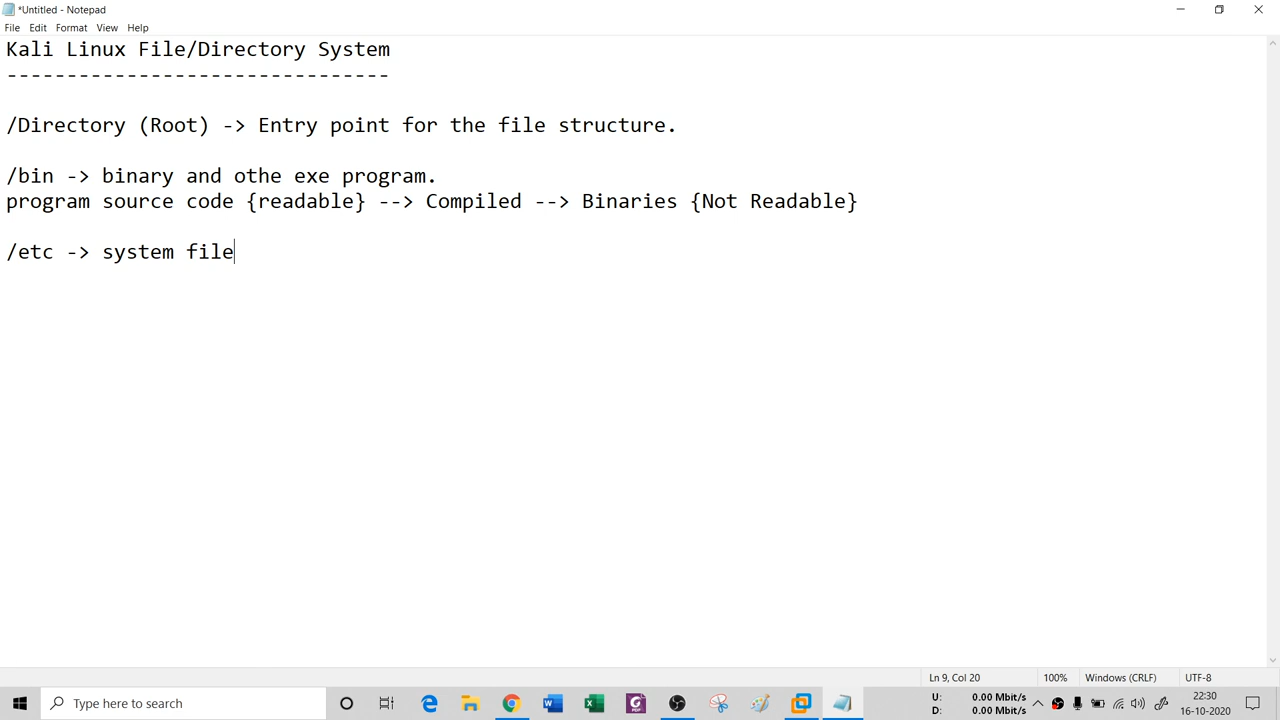 *Untitled - Notepad
File Edit Format View Help
Kali Linux File/Directory System
--------------------------------
/Directory (Root) -> Entry point for the file structure.
/bin -> binary and othe exe program.
program source code {readable} --> Compiled --> Binaries {Not Readable}
/etc -> system file
Ln 9, Col 20 100% Windows (CRLF) UTF-8
Type here to search
U: 0.00 Mbit/s
D: 0.00 Mbit/s
22:30
16-10-2020